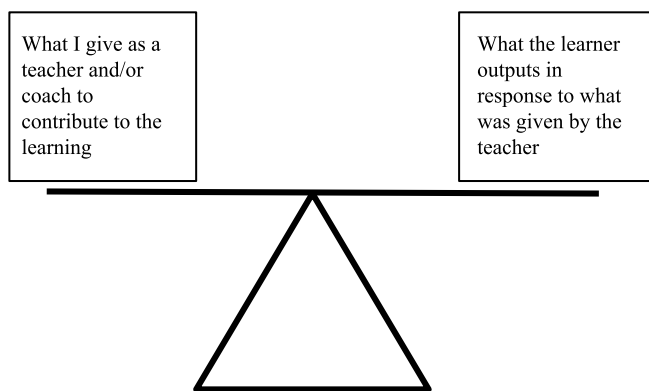 What I give as a
teacher and/or
coach to
contribute to the
learning
What the learner
outputs in
response to what
was given by the
teacher